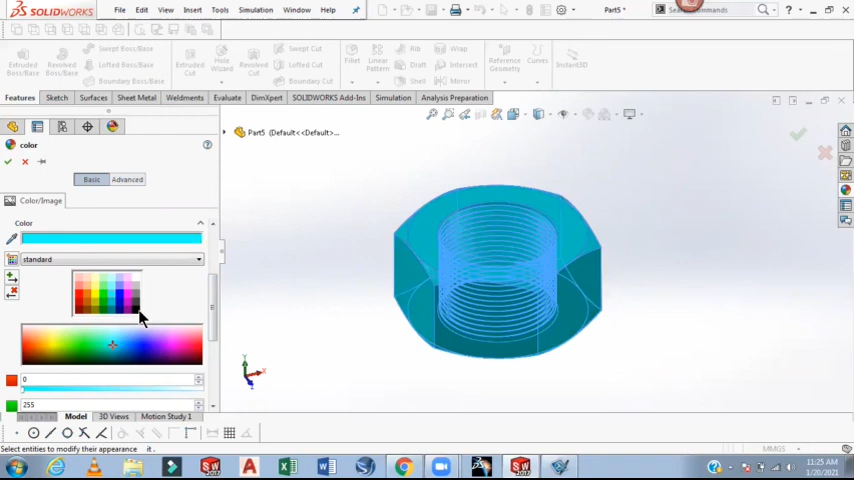 SOLIDWORKS File Edit View Insert Tools Simulation Window Help Part5 * Search Commands
Extruded Boss/Base Revolved Boss/Base Swept Boss/Base Lofted Boss/Base Boundary Boss/Base Extruded Cut Hole Wizard Revolved Cut Swept Cut Lofted Cut Boundary Cut Fillet Linear Pattern Rib Draft Shell Wrap Intersect Mirror Reference Geometry Curves Instant3D
Features Sketch Surfaces Sheet Metal Weldments Evaluate DimXpert SOLIDWORKS Add-Ins Simulation Analysis Preparation
Part5 (Default<<Default>...
color
Basic Advanced
Color/Image
Color
standard
0
255
Y
X
Z
Model 3D Views Motion Study 1
Select entities to modify their appearance it . MMGS
SW 2017 SW 2017
11:25 AM
1/20/2021